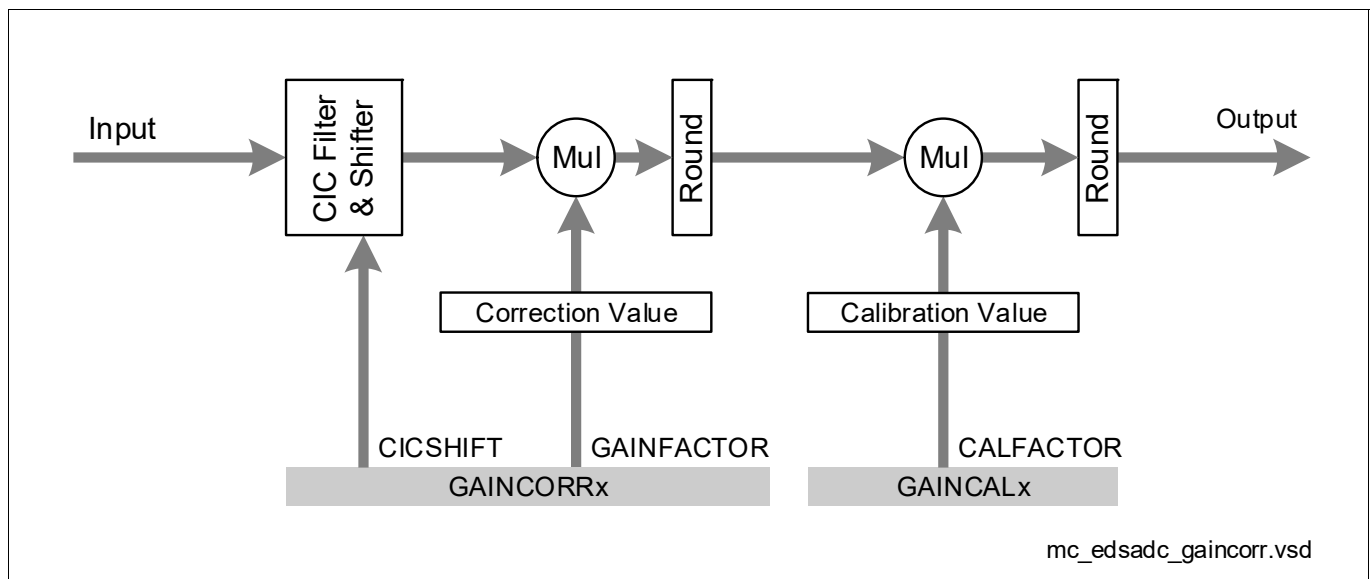 Input
CIC Filter
& Shifter
Mul
Round
Mul
Round
Output
Correction Value
Calibration Value
CICSHIFT
GAINFACTOR
CALFACTOR
GAINCORRx
GAINCALx
mc_edsadc_gaincorr.vsd